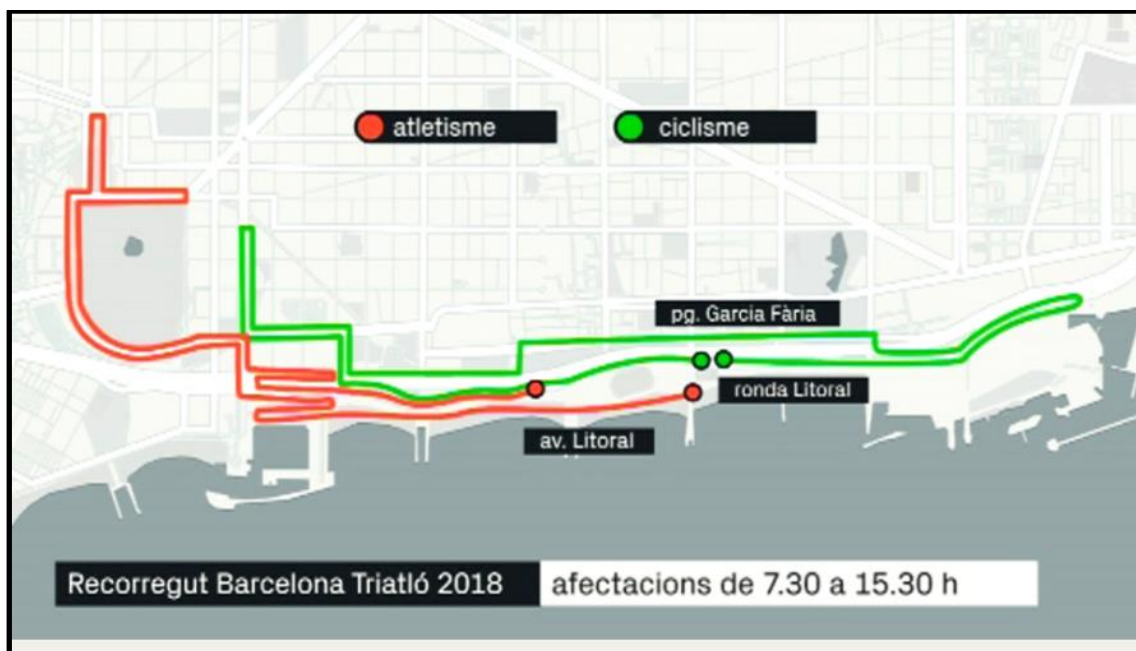 atletisme
ciclisme
pg. Garcia Fària
ronda Litoral
av. Litoral
Recorregut Barcelona Triatló 2018
afectacions de 7.30 a 15.30 h